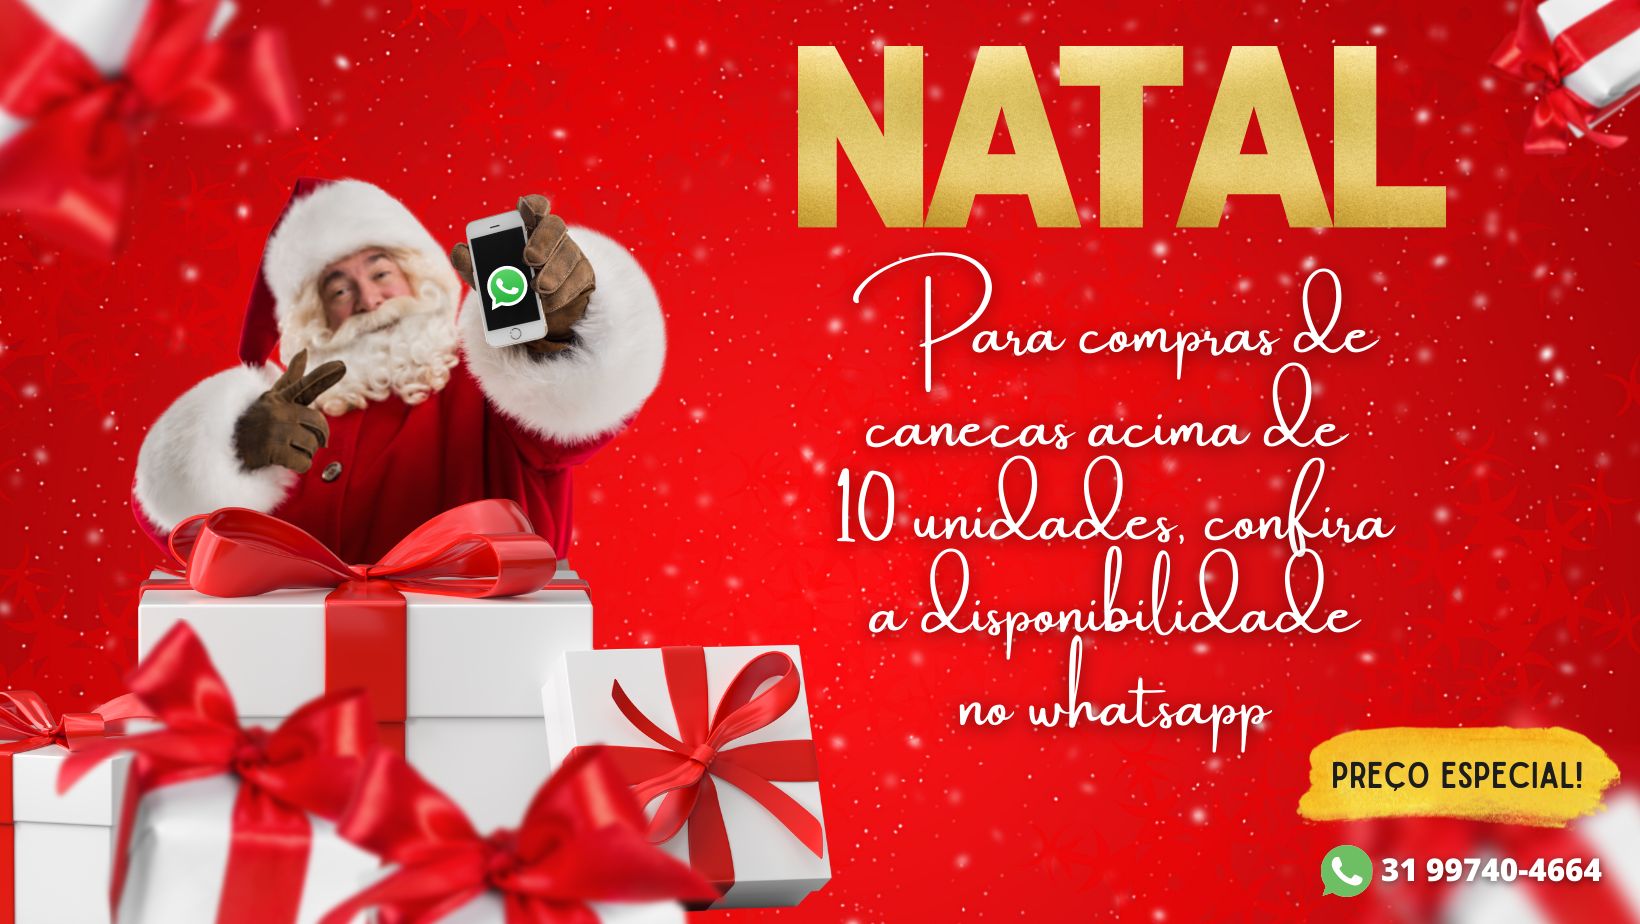 NATAL
Para compras de
canecas acima de
10 unidades, confira
a disponibilidade
no whatsapp
PREÇO ESPECIAL!
31 99740-4664